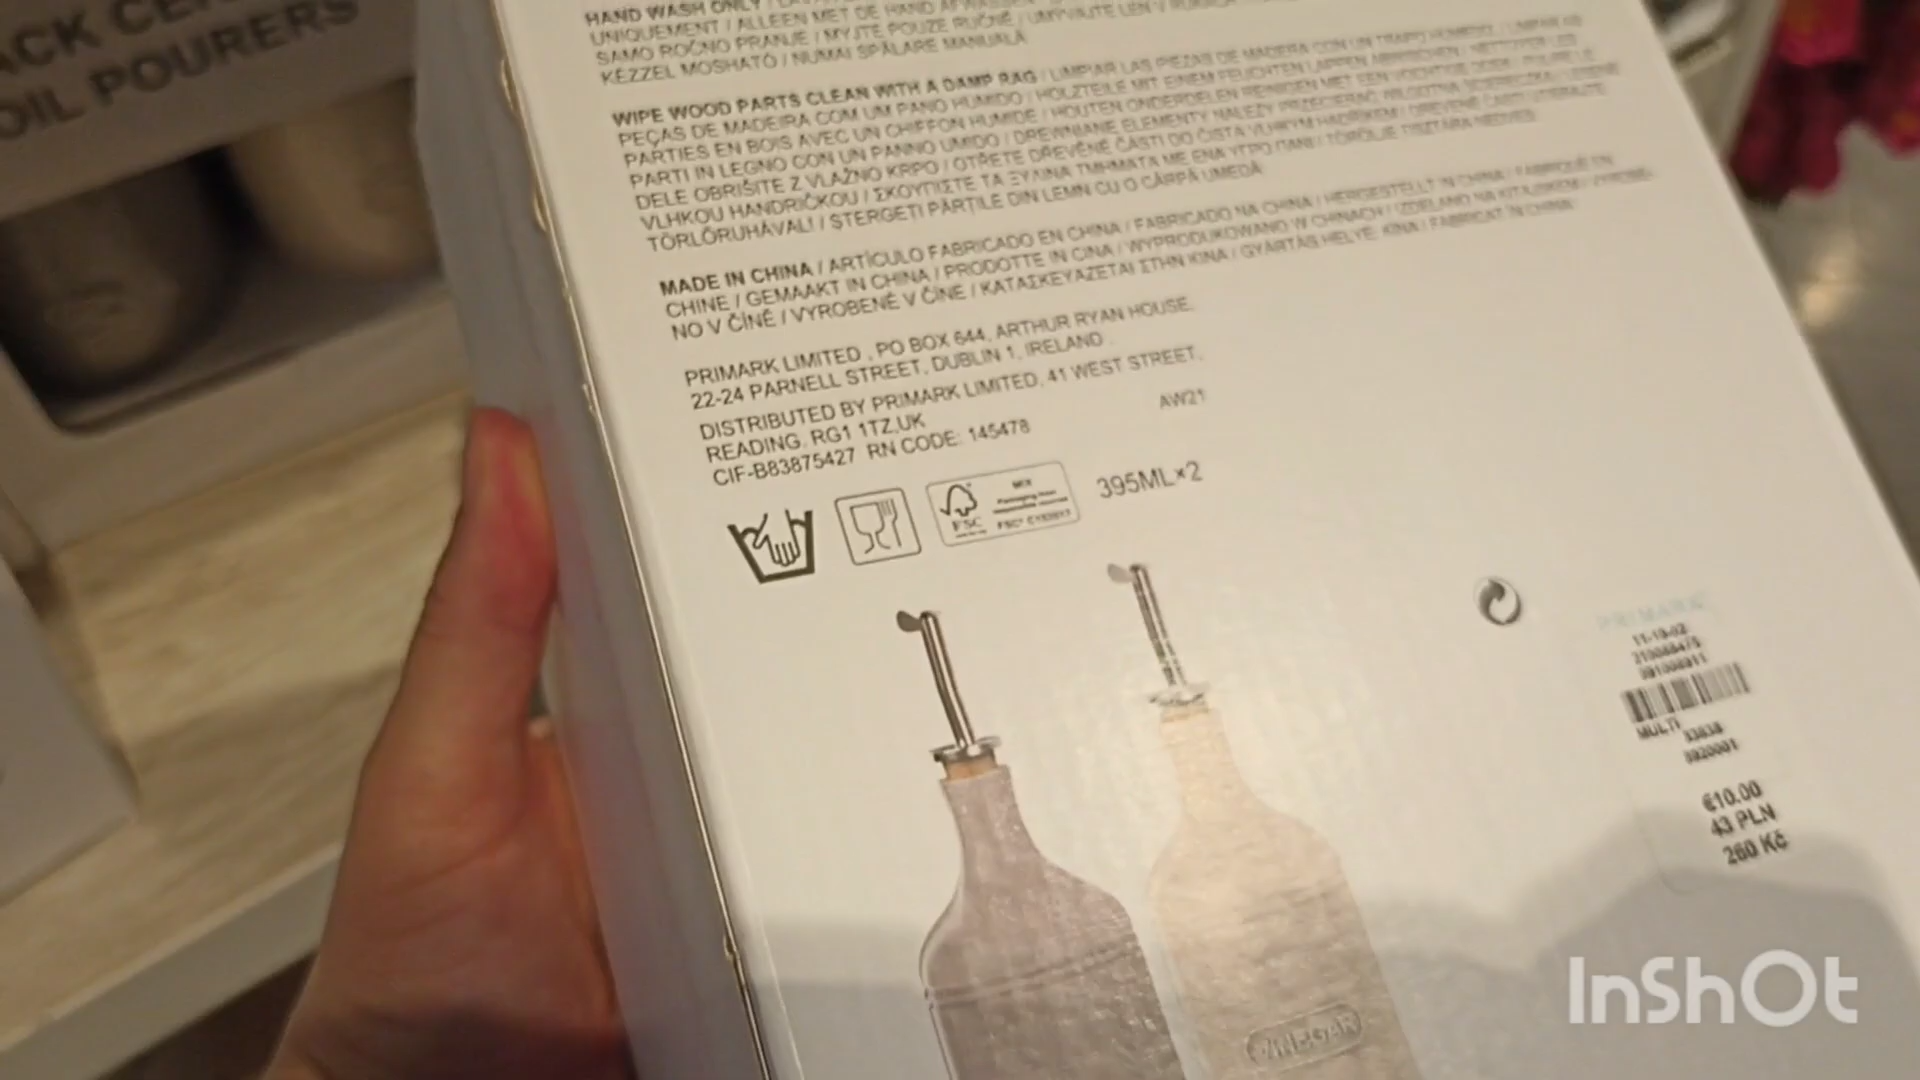 ACK CE
OIL POURERS
HAND WASH ONLY /
UNIQUEMENT / ALLEEN MET DE HAND AFWASSEN
SAMO ROČNO PRANJE / MYJTE POUZE RUČNĚ / UMÝVAJTE LEN V
KÉZZEL MOSHATÓ / NUMAI SPĂLARE MANUALĂ
WIPE WOOD PARTS CLEAN WITH A DAMP RAG / LIMPIAR LAS PIEZAS DE MADERA CON UN TRAPO HÚMEDO / LIMPAR AS
PEÇAS DE MADEIRA COM UM PANO HÚMIDO / HOLZTEILE MIT EINEM FEUCHTEN LAPPEN ABWISCHEN / NETTOYER LES
PARTIES EN BOIS AVEC UN CHIFFON HUMIDE / HOUTEN ONDERDELEN REINIGEN MET EEN VOCHTIGE DOEK / PULIRE LE
PARTI IN LEGNO CON UN PANNO UMIDO / DREWNIANE ELEMENTY NALEŻY PRZECIERAĆ WILGOTNĄ ŚCIERECZKĄ / LESENE
DELE OBRIŠITE Z VLAŽNO KRPO / OTŘETE DŘEVĚNÉ ČÁSTI DO ČISTA VLHKÝM HADŘÍKEM / DREVENÉ ČASTI UTIERAJTE
VLHKOU HANDRIČKOU / ΣΚΟΥΠΙΣΤΕ ΤΑ ΞΥΛΙΝΑ ΤΜΗΜΑΤΑ ΜΕ ΕΝΑ ΥΓΡΟ ΠΑΝΙ / TÖRÖLJE TISZTÁRA NEDVES
TÖRLŐRUHÁVAL! / ȘTERGEȚI PĂRȚILE DIN LEMN CU O CÂRPĂ UMEDĂ
MADE IN CHINA / ARTÍCULO FABRICADO EN CHINA / FABRICADO NA CHINA / HERGESTELLT IN CHINA / FABRIQUÉ EN
CHINE / GEMAAKT IN CHINA / PRODOTTE IN CINA / WYPRODUKOWANO W CHINACH / IZDELANO NA KITAJSKEM / VYROBE-
NO V ČÍNĚ / VYROBENÉ V ČÍNE / ΚΑΤΑΣΚΕΥΑΖΕΤΑΙ ΣΤΗΝ ΚΙΝΑ / GYÁRTÁS HELYE: KÍNA / FABRICAT ÎN CHINA
PRIMARK LIMITED , PO BOX 644, ARTHUR RYAN HOUSE,
22-24 PARNELL STREET, DUBLIN 1, IRELAND .
DISTRIBUTED BY PRIMARK LIMITED, 41 WEST STREET,
READING, RG1 1TZ,UK
AW21
CIF-B83875427 RN CODE: 145478
FSC
MIX
395ML×2
PRIMARK
MULTI
€10.00
43 PLN
260 Kč
VINEGAR
InShOt